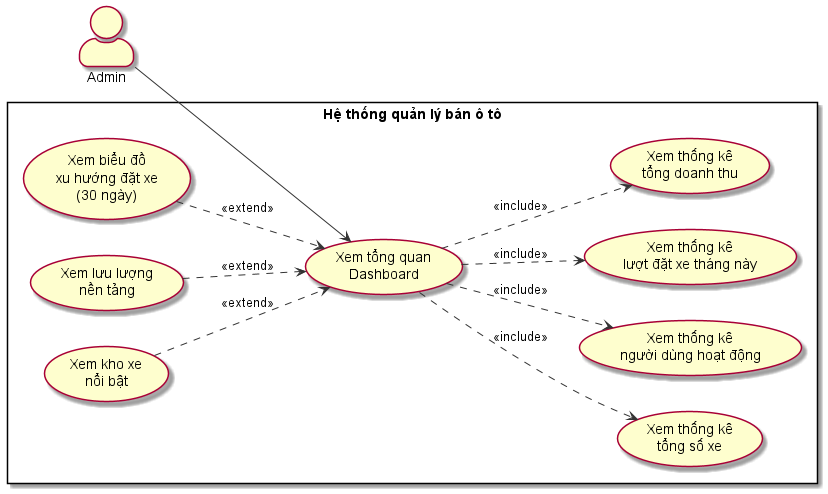 Admin
Hệ thống quản lý bán ô tô
Xem biểu đồ
xu hướng đặt xe
(30 ngày)
«extend»
Xem lưu lượng
nền tảng
«extend»
Xem kho xe
nổi bật
«extend»
Xem tổng quan
Dashboard
«include»
Xem thống kê
tổng doanh thu
«include»
Xem thống kê
lượt đặt xe tháng này
«include»
Xem thống kê
người dùng hoạt động
«include»
Xem thống kê
tổng số xe